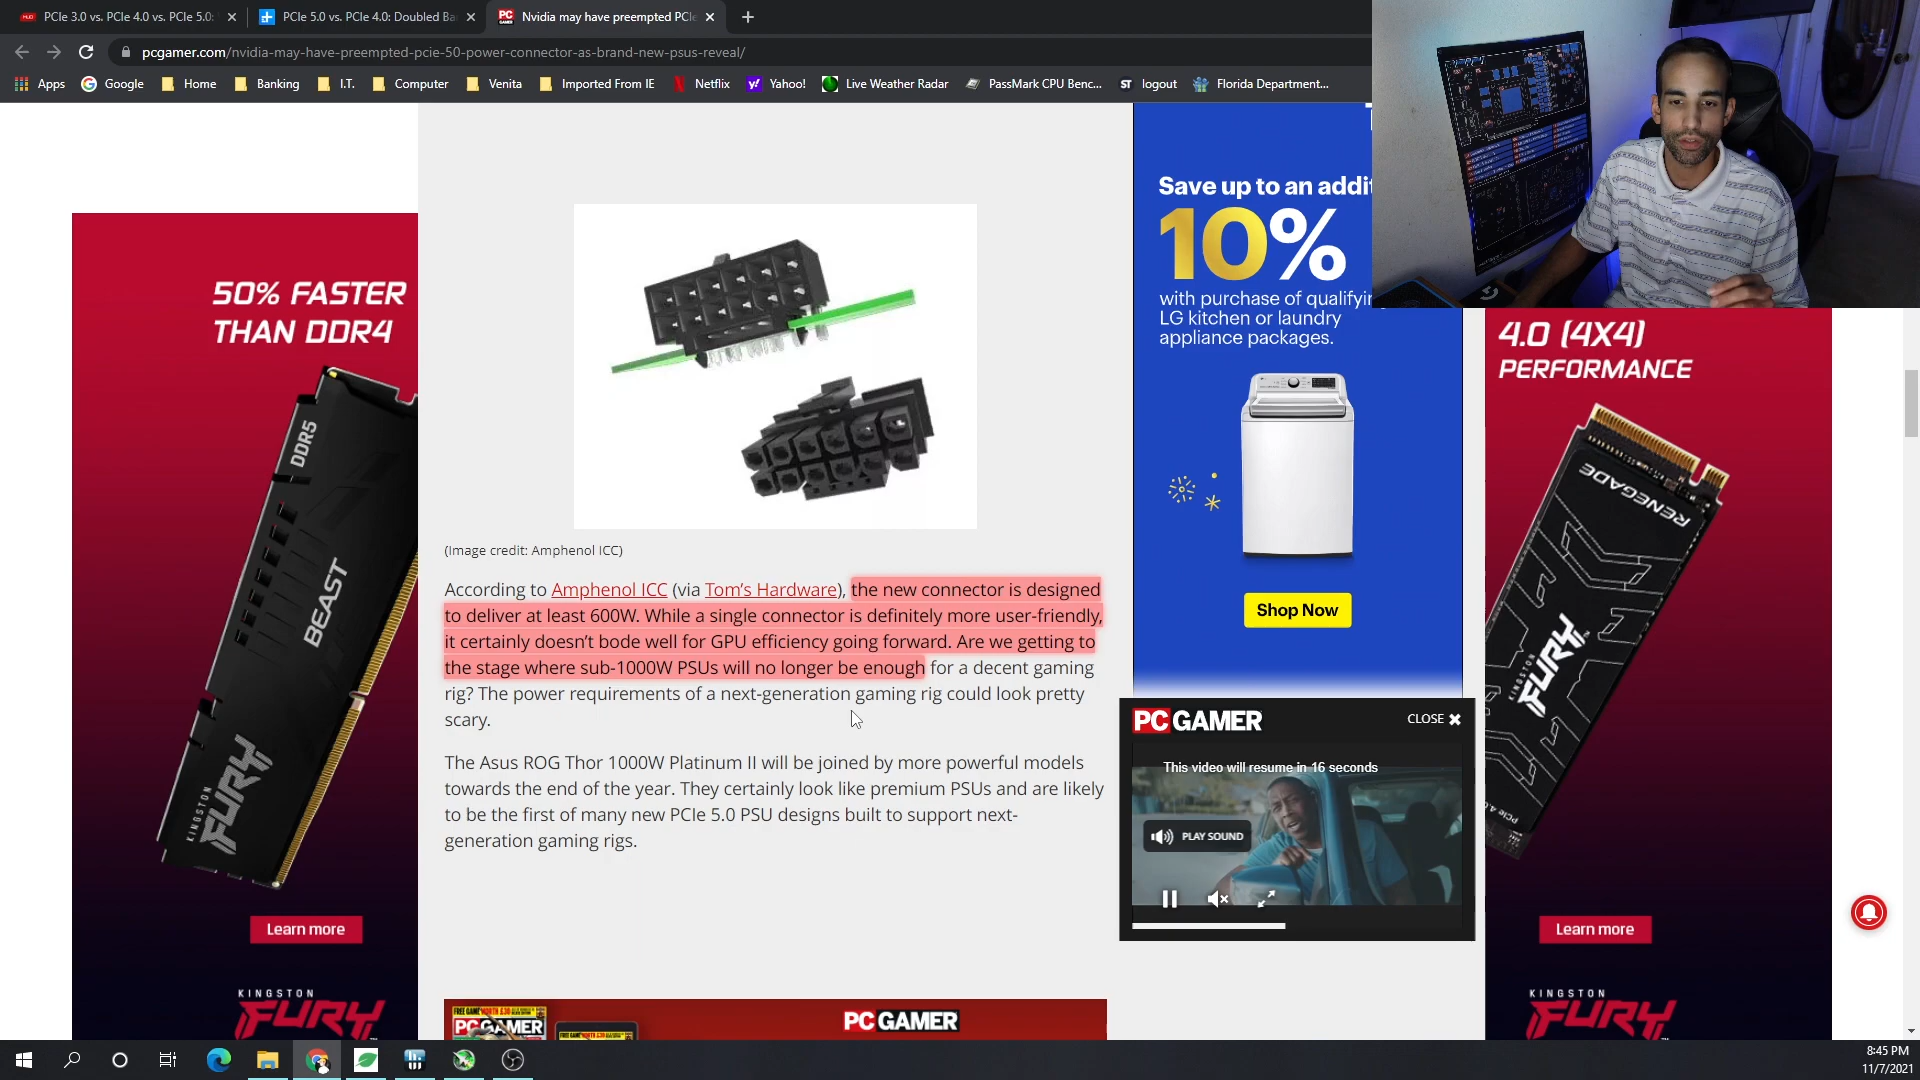 PCIe 3.0 vs. PCIe 4.0 vs. PCIe 5.0:
PCIe 5.0 vs. PCIe 4.0: Doubled Ba
Nvidia may have preempted PCIe
pcgamer.com/nvidia-may-have-preempted-pcie-50-power-connector-as-brand-new-psus-reveal/
Apps
Google
Home
Banking
I.T.
Computer
Venita
Imported From IE
Netflix
Yahoo!
Live Weather Radar
PassMark CPU Benc...
ST
logout
Florida Department...
50% FASTER
THAN DDR4
DDR5
BEAST
KINGSTON
FURY
Learn more
KINGSTON
FURY
(Image credit: Amphenol ICC)
According to Amphenol ICC (via Tom's Hardware), the new connector is designed
to deliver at least 600W. While a single connector is definitely more user-friendly,
it certainly doesn't bode well for GPU efficiency going forward. Are we getting to
the stage where sub-1000W PSUs will no longer be enough for a decent gaming
rig? The power requirements of a next-generation gaming rig could look pretty
scary.
The Asus ROG Thor 1000W Platinum II will be joined by more powerful models
towards the end of the year. They certainly look like premium PSUs and are likely
to be the first of many new PCIe 5.0 PSU designs built to support next-
generation gaming rigs.
PC GAMER
PC GAMER
Save up to an addit
10%
with purchase of qualifyin
LG kitchen or laundry
appliance packages.
Shop Now
PC GAMER
CLOSE
This video will resume in 16 seconds
PLAY SOUND
4.0 (4X4)
PERFORMANCE
RENEGADE
KINGSTON
FURY
PCIe 4.0
Learn more
KINGSTON
FURY
8:45 PM
11/7/2021